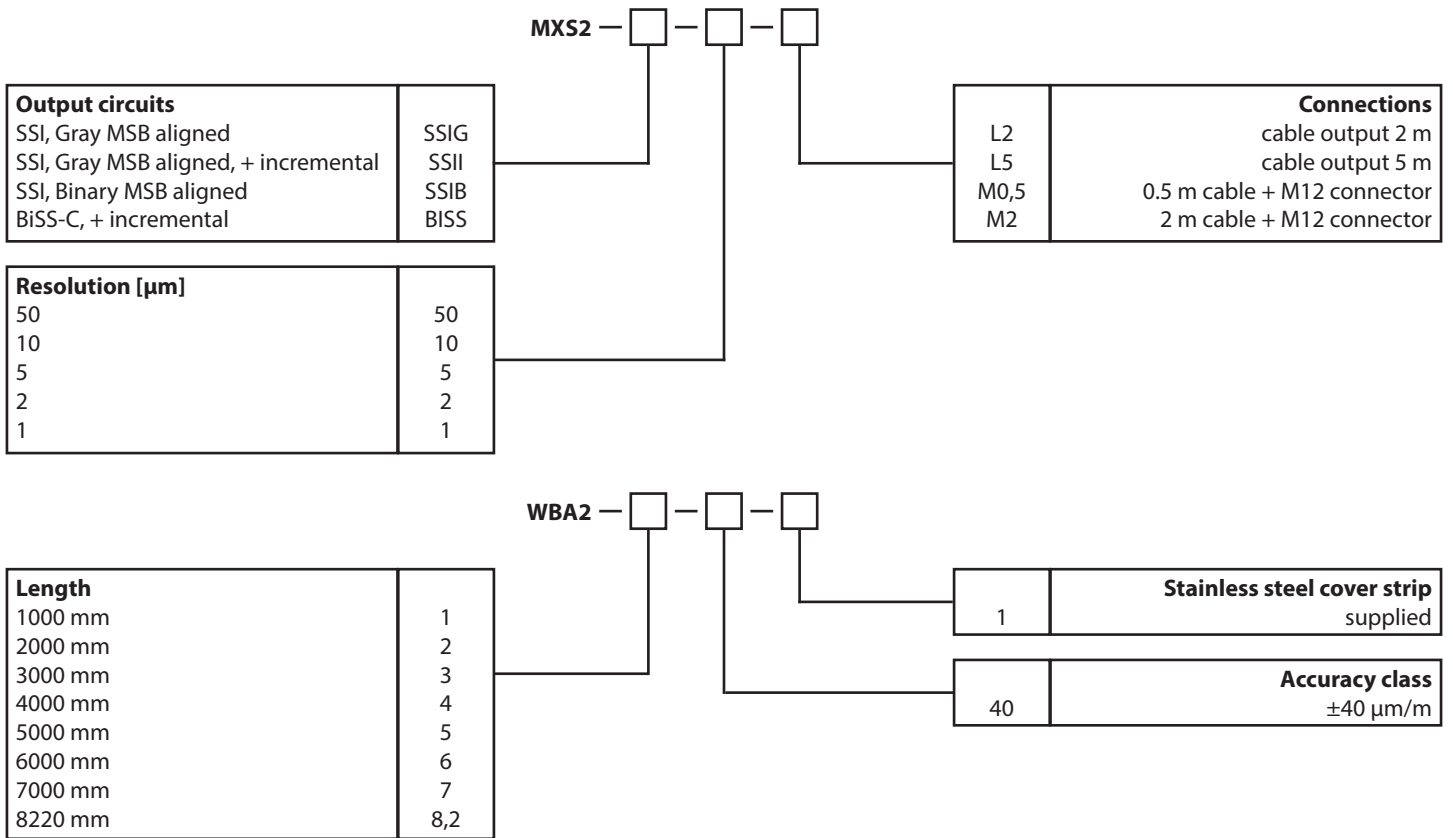 MXS2 — □ — □ — □
Output circuits
SSI, Gray MSB aligned SSIG
SSI, Gray MSB aligned, + incremental SSII
SSI, Binary MSB aligned SSIB
BiSS-C, + incremental BISS
Connections
L2 cable output 2 m
L5 cable output 5 m
M0,5 0.5 m cable + M12 connector
M2 2 m cable + M12 connector
Resolution [µm]
50 50
10 10
5 5
2 2
1 1
WBA2 — □ — □ — □
Length
1000 mm 1
2000 mm 2
3000 mm 3
4000 mm 4
5000 mm 5
6000 mm 6
7000 mm 7
8220 mm 8,2
Stainless steel cover strip
1 supplied
Accuracy class
40 ±40 µm/m